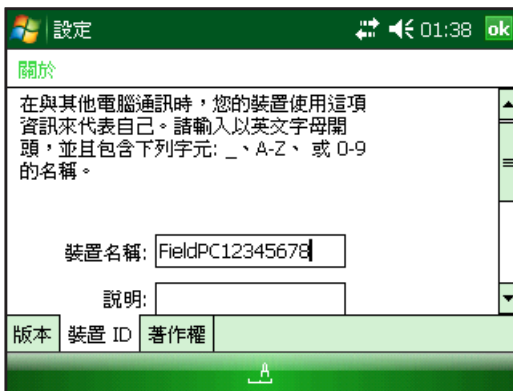 設定 01:38 ok
關於
在與其他電腦通訊時，您的裝置使用這項
資訊來代表自己。請輸入以英文字母開
頭，並且包含下列字元: _、A-Z、 或 0-9
的名稱。
裝置名稱: FieldPC12345678
說明:
版本 裝置 ID 著作權